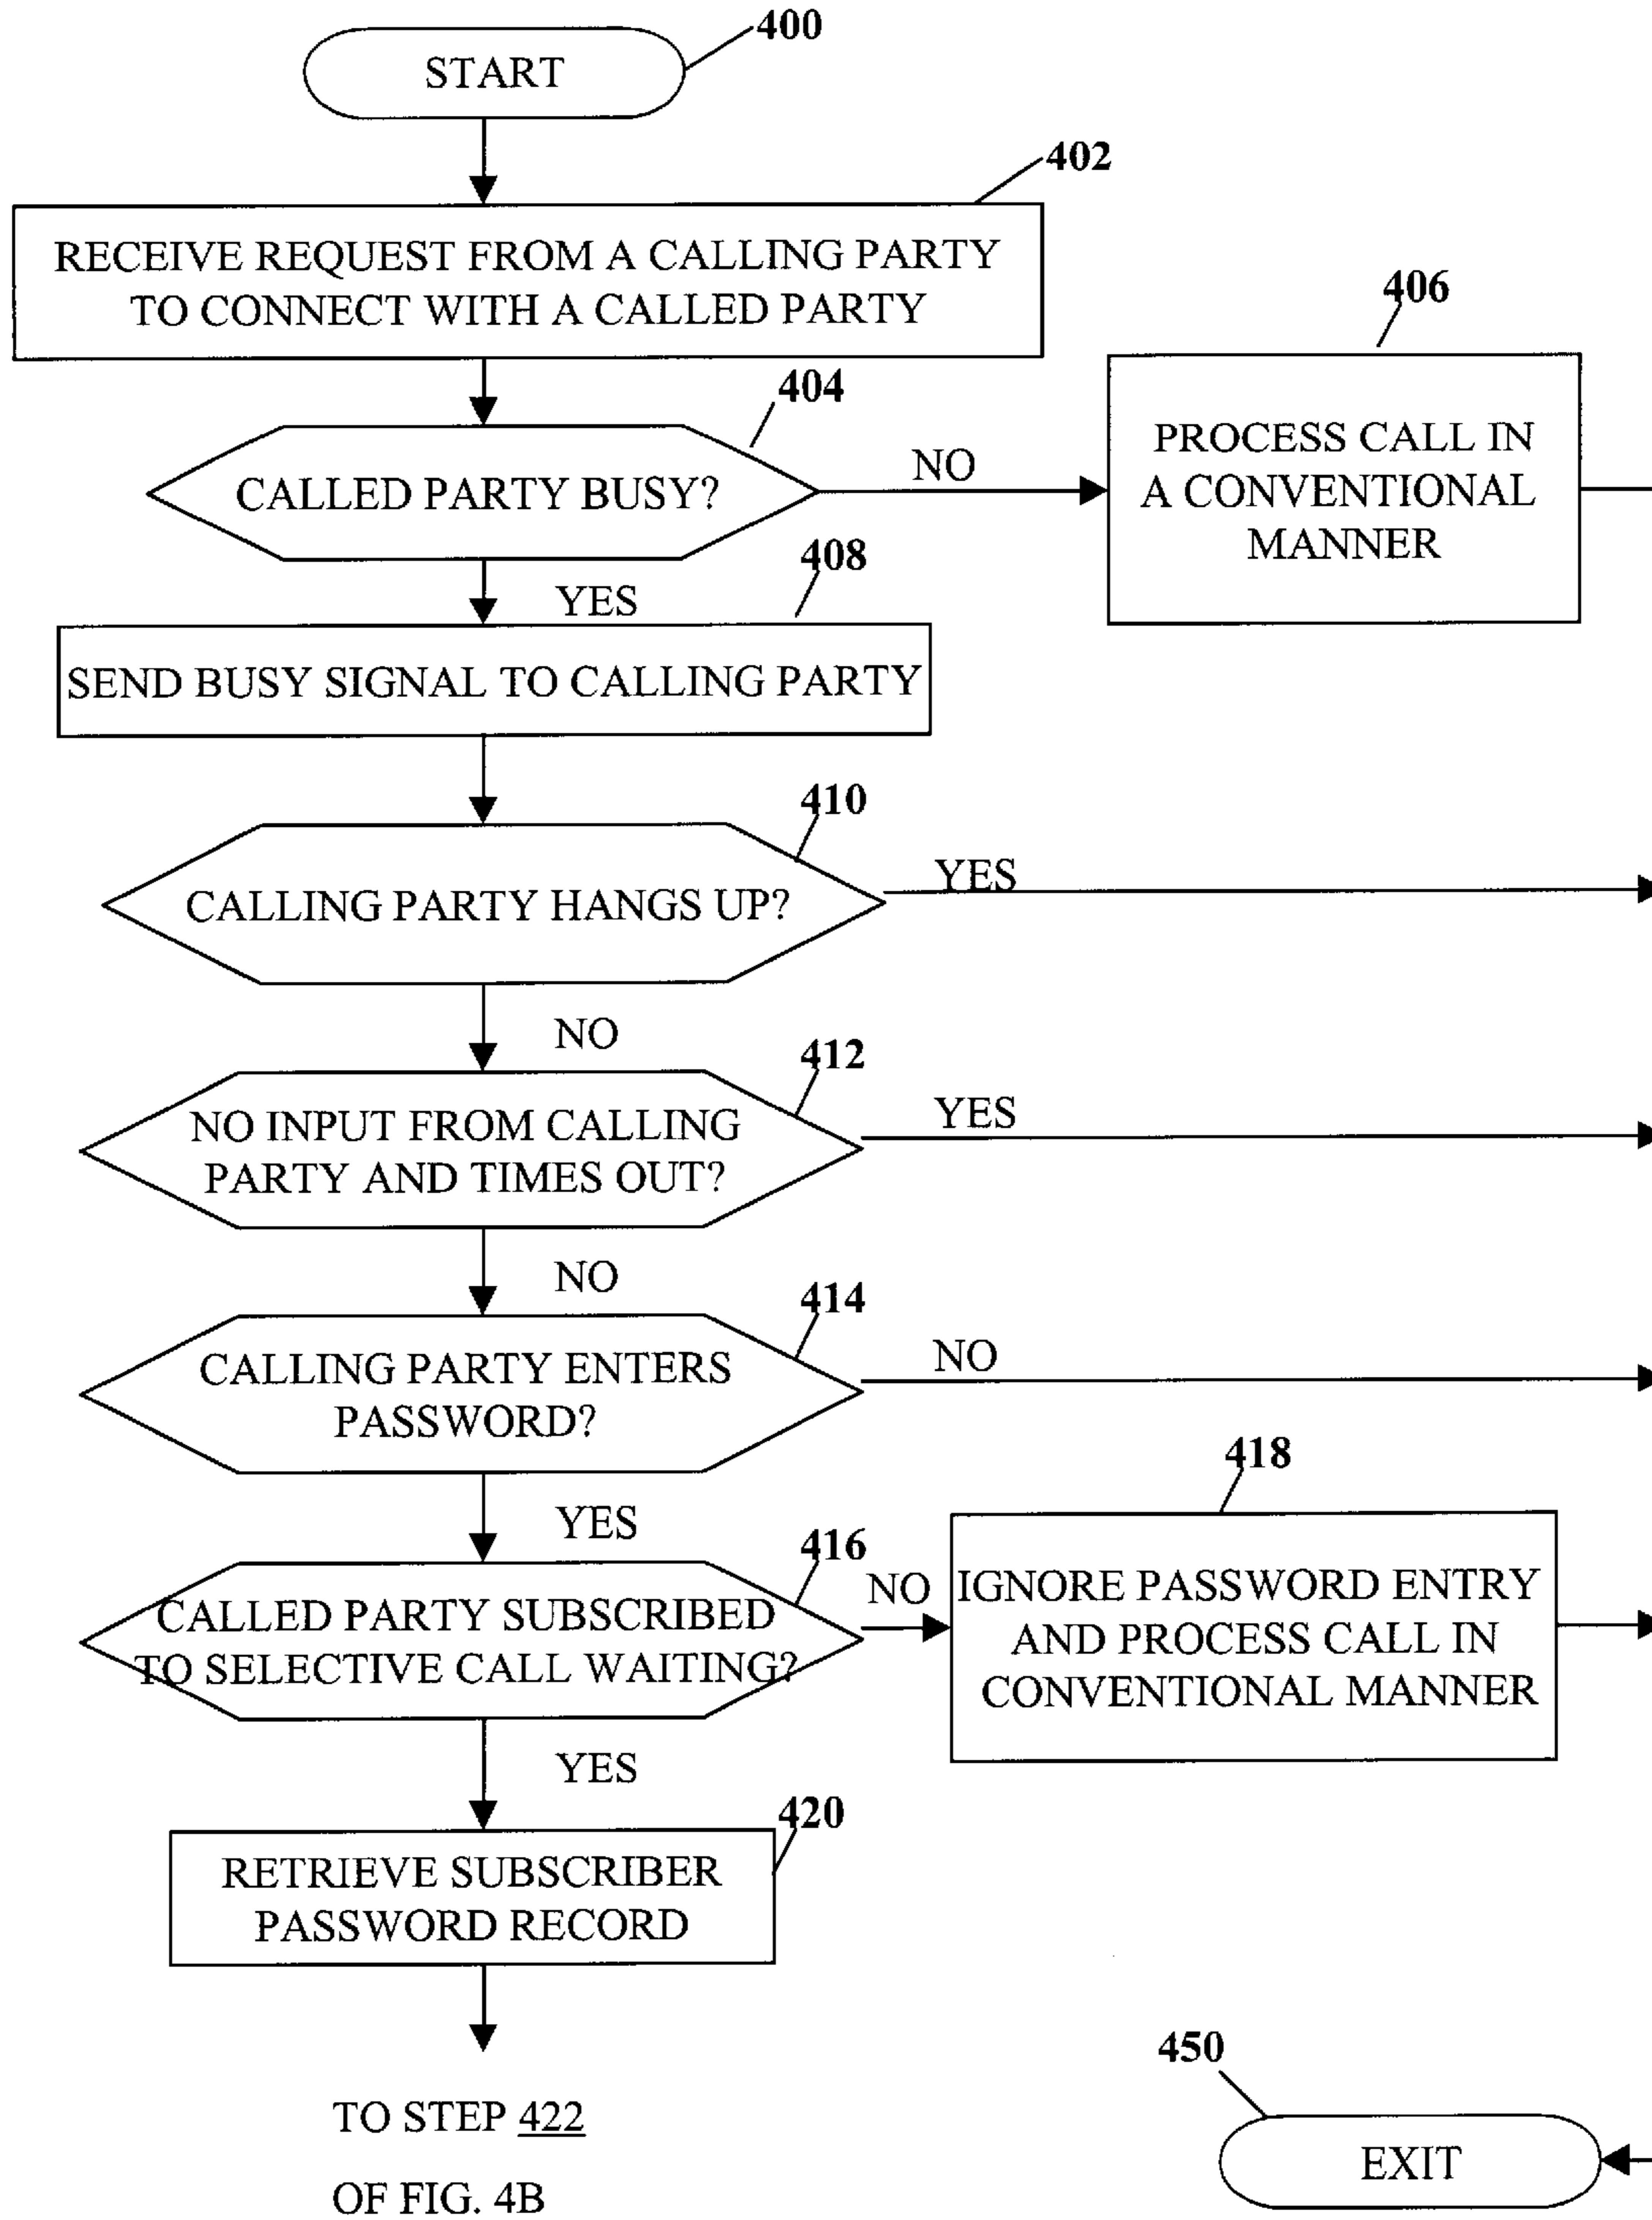 400
START
402
RECEIVE REQUEST FROM A CALLING PARTY
TO CONNECT WITH A CALLED PARTY
404
CALLED PARTY BUSY?
NO
406
PROCESS CALL IN
A CONVENTIONAL
MANNER
YES
408
SEND BUSY SIGNAL TO CALLING PARTY
410
CALLING PARTY HANGS UP?
YES
NO
412
NO INPUT FROM CALLING
PARTY AND TIMES OUT?
YES
NO
414
CALLING PARTY ENTERS
PASSWORD?
NO
YES
416
CALLED PARTY SUBSCRIBED
TO SELECTIVE CALL WAITING?
NO
418
IGNORE PASSWORD ENTRY
AND PROCESS CALL IN
CONVENTIONAL MANNER
YES
420
RETRIEVE SUBSCRIBER
PASSWORD RECORD
TO STEP 422
OF FIG. 4B
450
EXIT